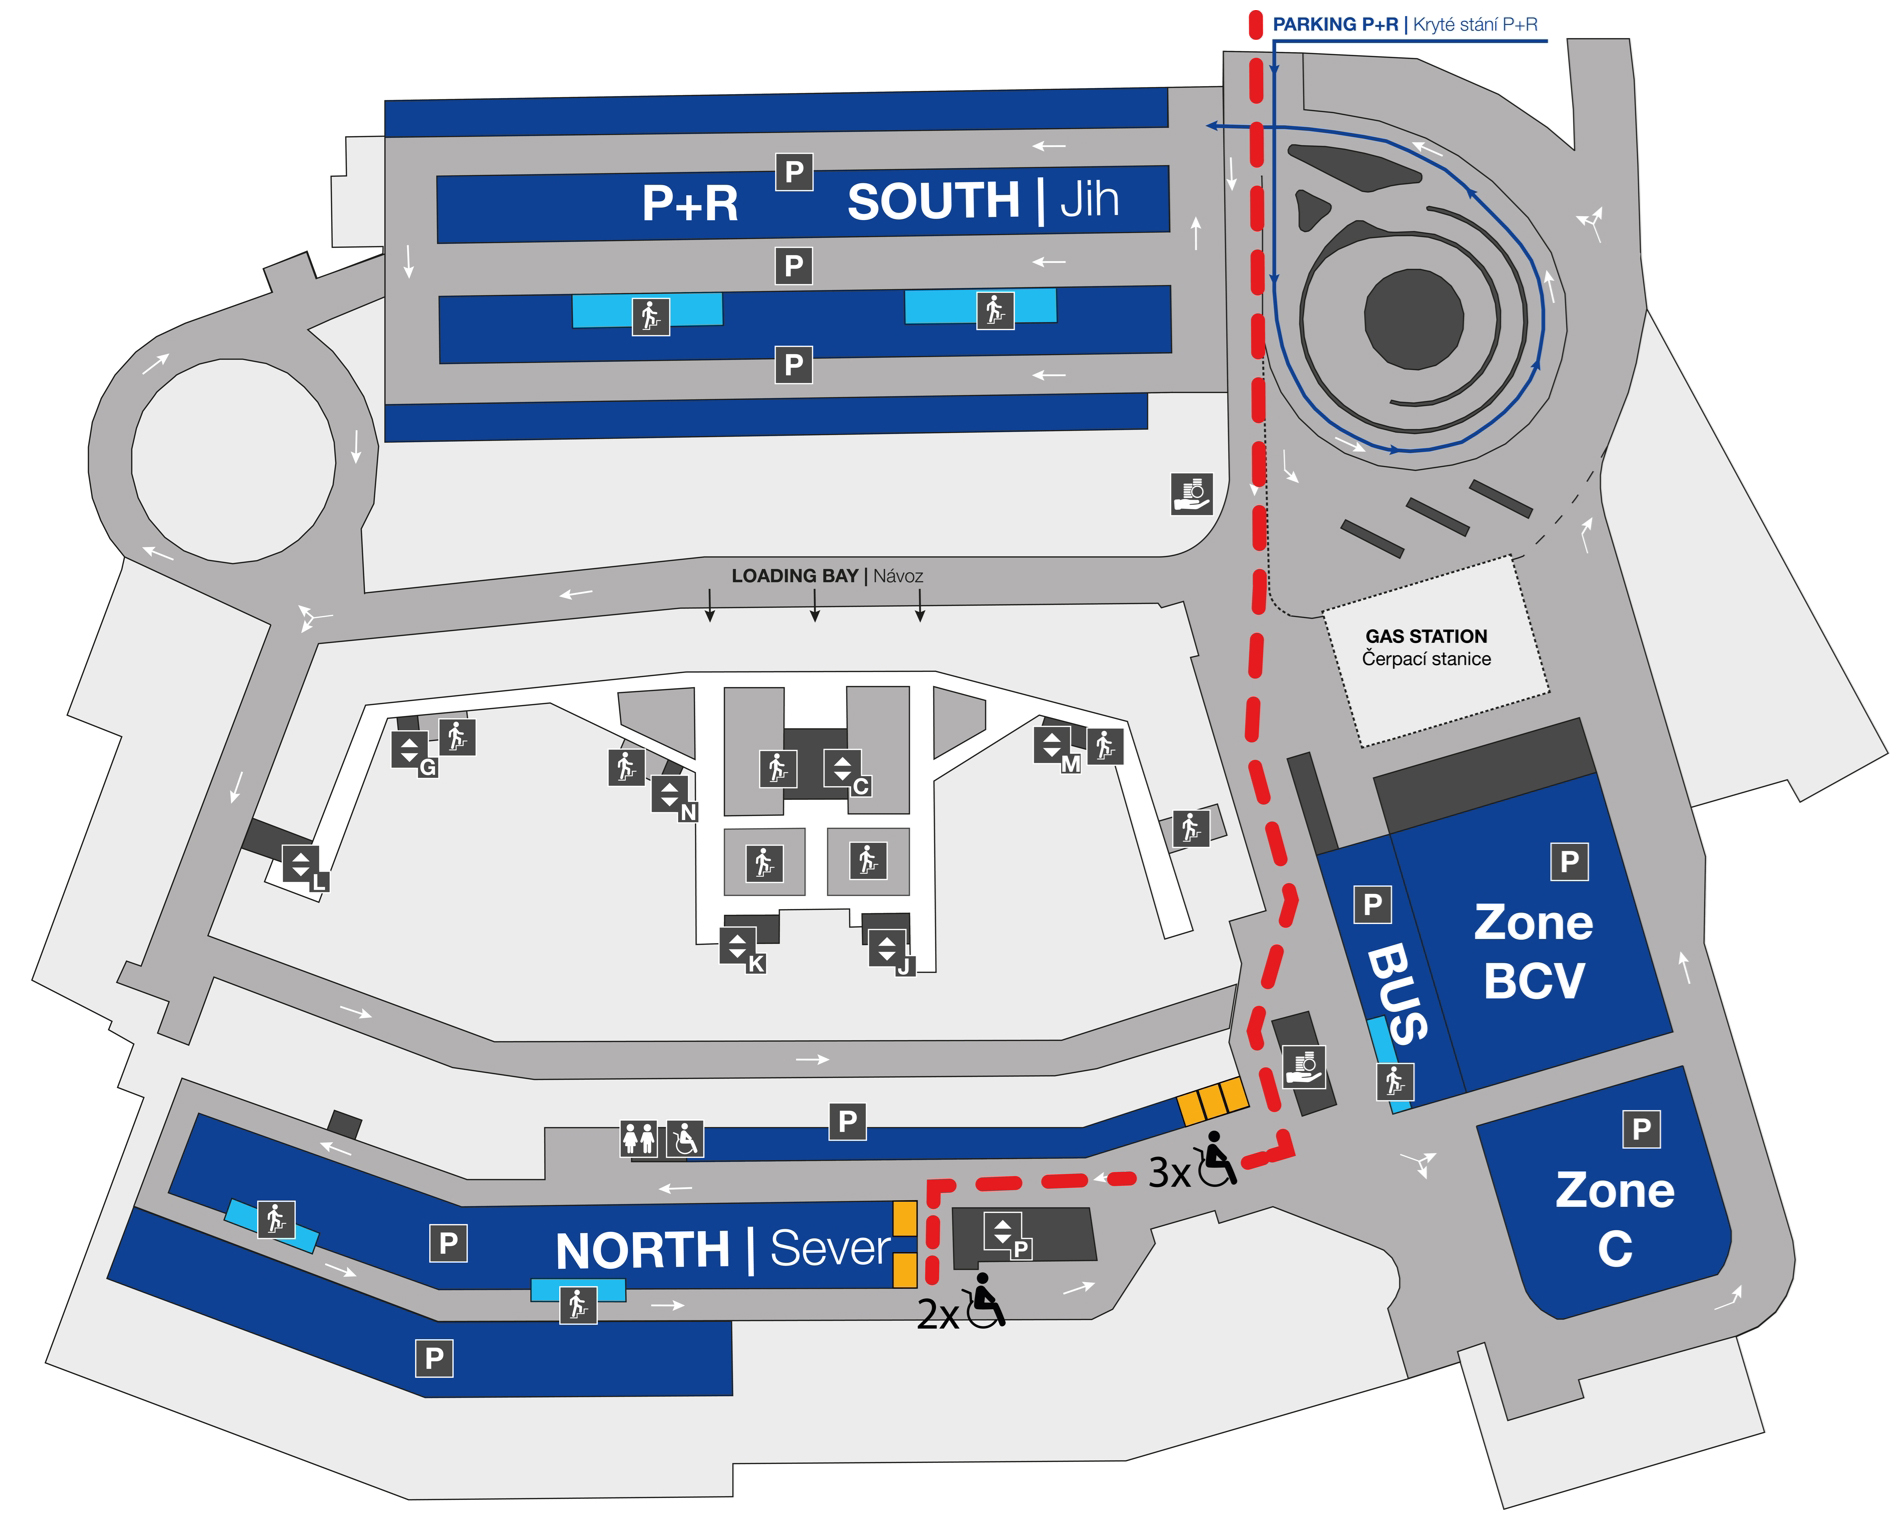 PARKING P+R | Kryté stání P+R
P
P+R SOUTH | Jih
P
P
LOADING BAY | Návoz
GAS STATION
Čerpací stanice
G
M
C
N
L
K
J
P
P
BUS
Zone
BCV
P
P
Zone
C
3x
P
NORTH | Sever
P
2x
P